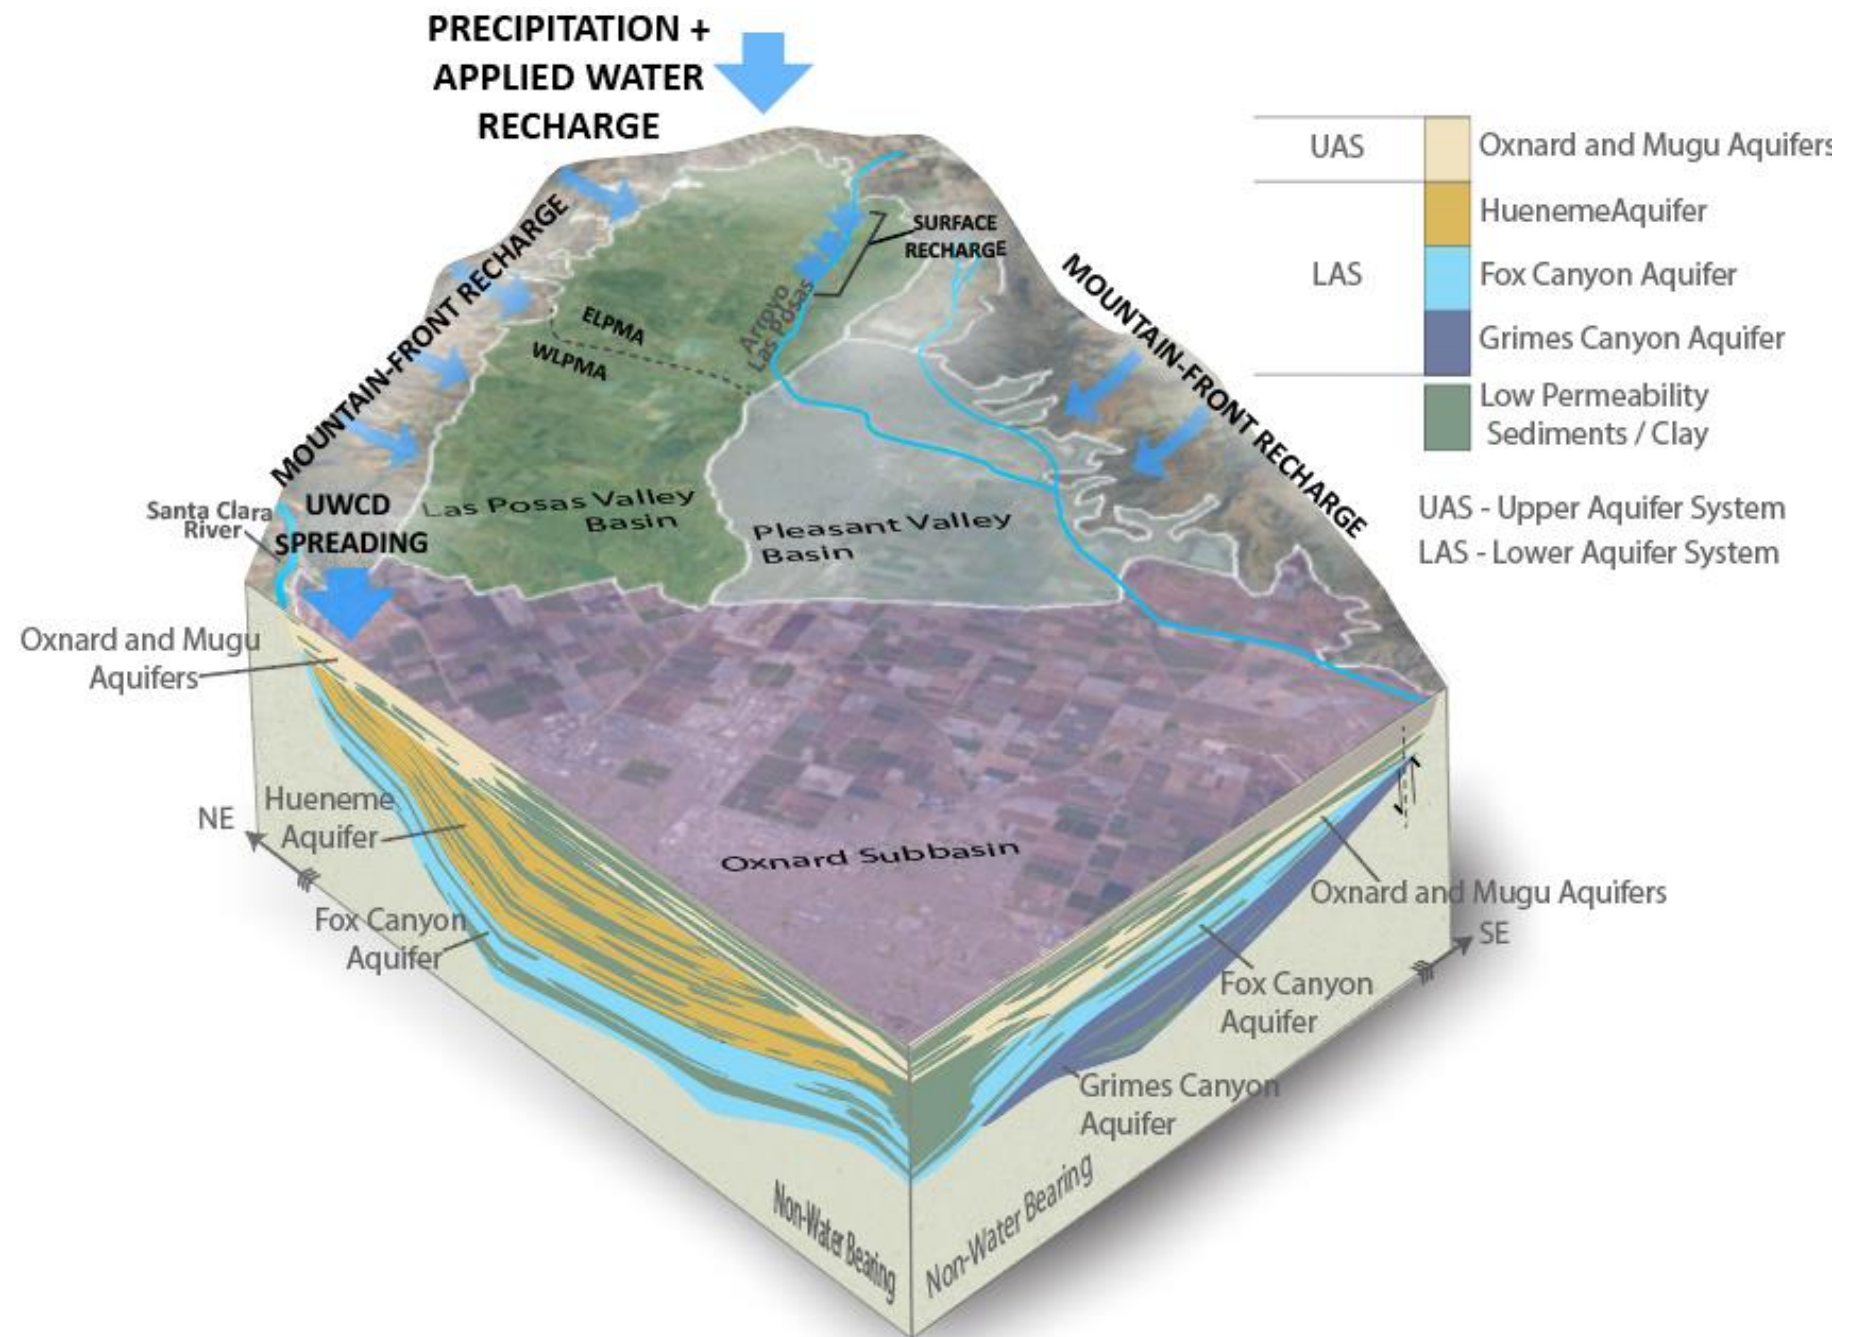 PRECIPITATION +
APPLIED WATER
RECHARGE
UAS
Oxnard and Mugu Aquifers
HuenemeAquifer
LAS
Fox Canyon Aquifer
Grimes Canyon Aquifer
Low Permeability
Sediments / Clay
UAS - Upper Aquifer System
LAS - Lower Aquifer System
MOUNTAIN-FRONT RECHARGE
SURFACE
RECHARGE
MOUNTAIN-FRONT RECHARGE
Arroyo
Las Posas
ELPMA
WLPMA
Santa Clara
River
UWCD
SPREADING
Las Posas Valley
Basin
Pleasant Valley
Basin
Oxnard and Mugu
Aquifers
NE
Hueneme
Aquifer
Oxnard Subbasin
Fox Canyon
Aquifer
Oxnard and Mugu Aquifers
SE
Fox Canyon
Aquifer
Grimes Canyon
Aquifer
Non-Water Bearing
Non-Water Bearing